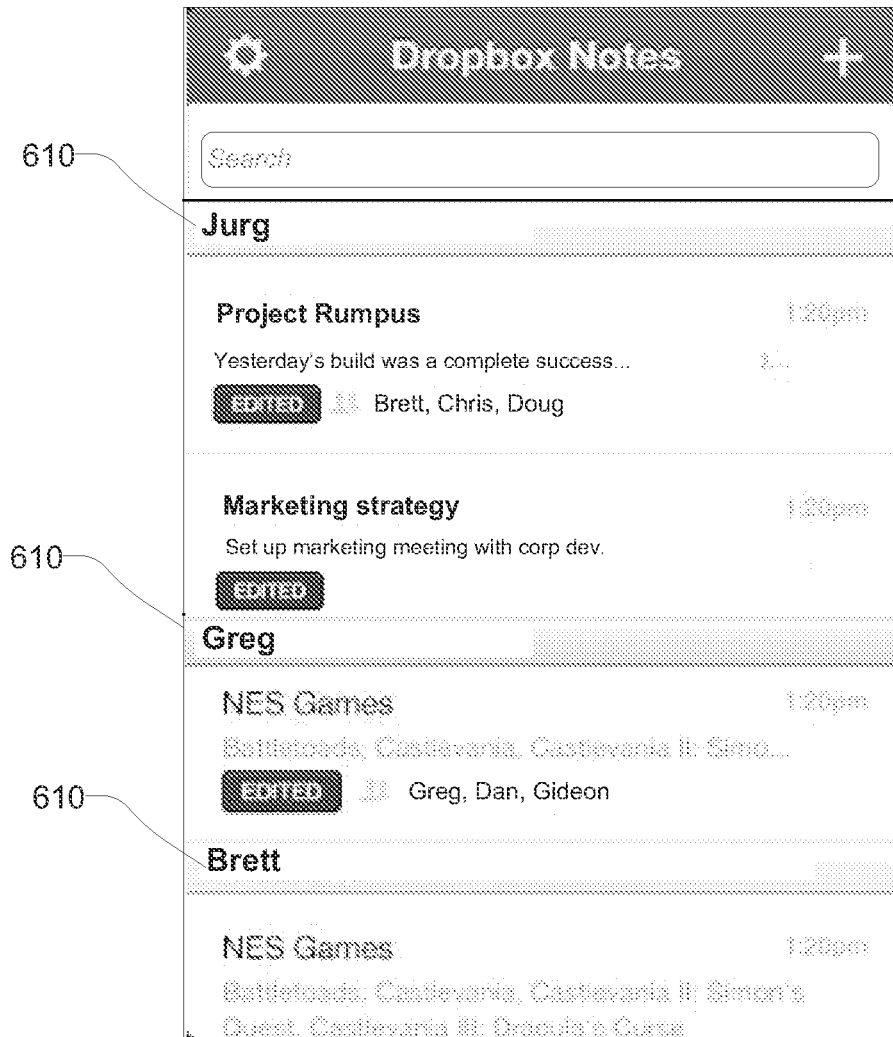 Dropbox Notes
Search
610
Jurg
Project Rumpus 1:20pm
Yesterday's build was a complete success...
EDITED Brett, Chris, Doug
Marketing strategy 1:20pm
Set up marketing meeting with corp dev.
610
EDITED
Greg
NES Games 1:20pm
Battletoads, Castlevania, Castlevania II: Simo...
EDITED Greg, Dan, Gideon
610
Brett
NES Games 1:20pm
Battletoads, Castlevania, Castlevania II: Simon's
Quest, Castlevania III: Dracula's Curse